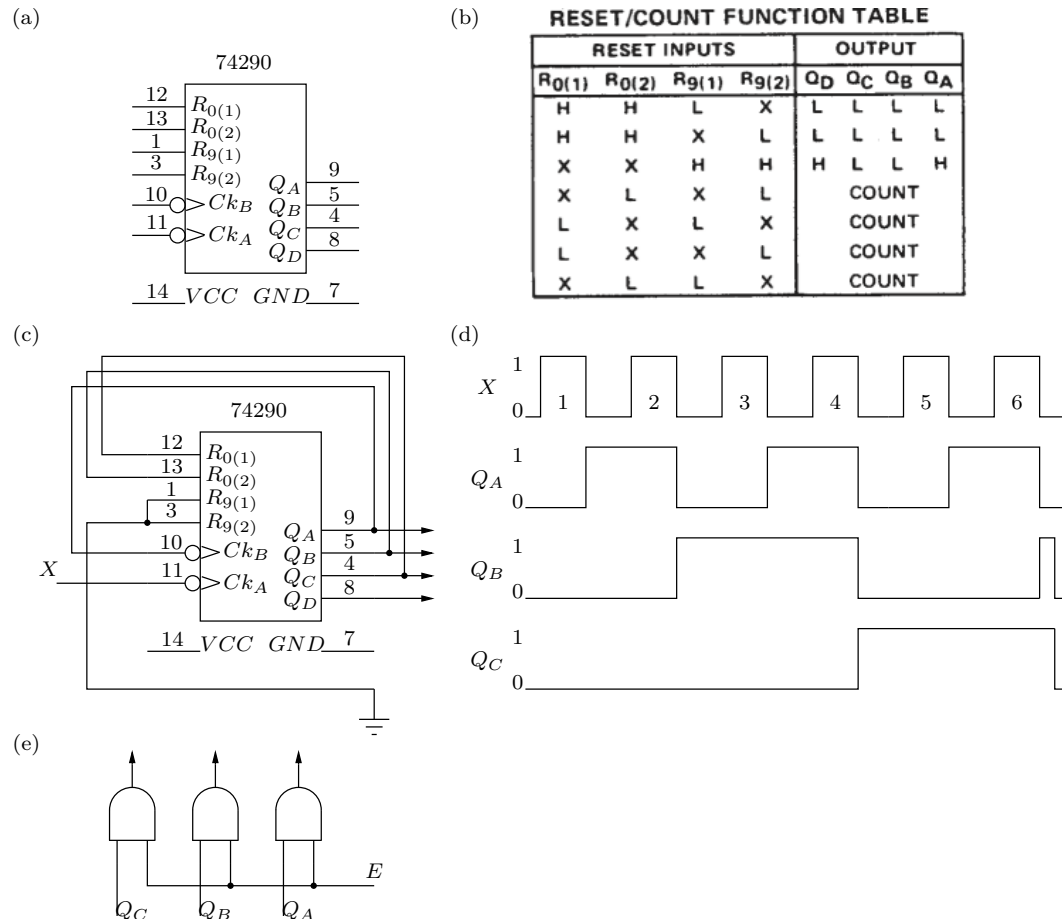 (a)
74290
12 R0(1)
13 R0(2)
1 R9(1)
3 R9(2)
10 CkB
11 CkA
QA 9
QB 5
QC 4
QD 8
14 VCC GND 7
(b)
RESET/COUNT FUNCTION TABLE
RESET INPUTS OUTPUT
R0(1) R0(2) R9(1) R9(2) QD QC QB QA
H H L X L L L L
H H X L L L L L
X X H H H L L H
X L X L COUNT
L X L X COUNT
L X X L COUNT
X L L X COUNT
(c)
74290
12 R0(1)
13 R0(2)
1 R9(1)
3 R9(2)
10 CkB
X 11 CkA
QA 9
QB 5
QC 4
QD 8
14 VCC GND 7
(d)
X 1 0 1 2 3 4 5 6
QA 1 0
QB 1 0
QC 1 0
(e)
E
QC QB QA